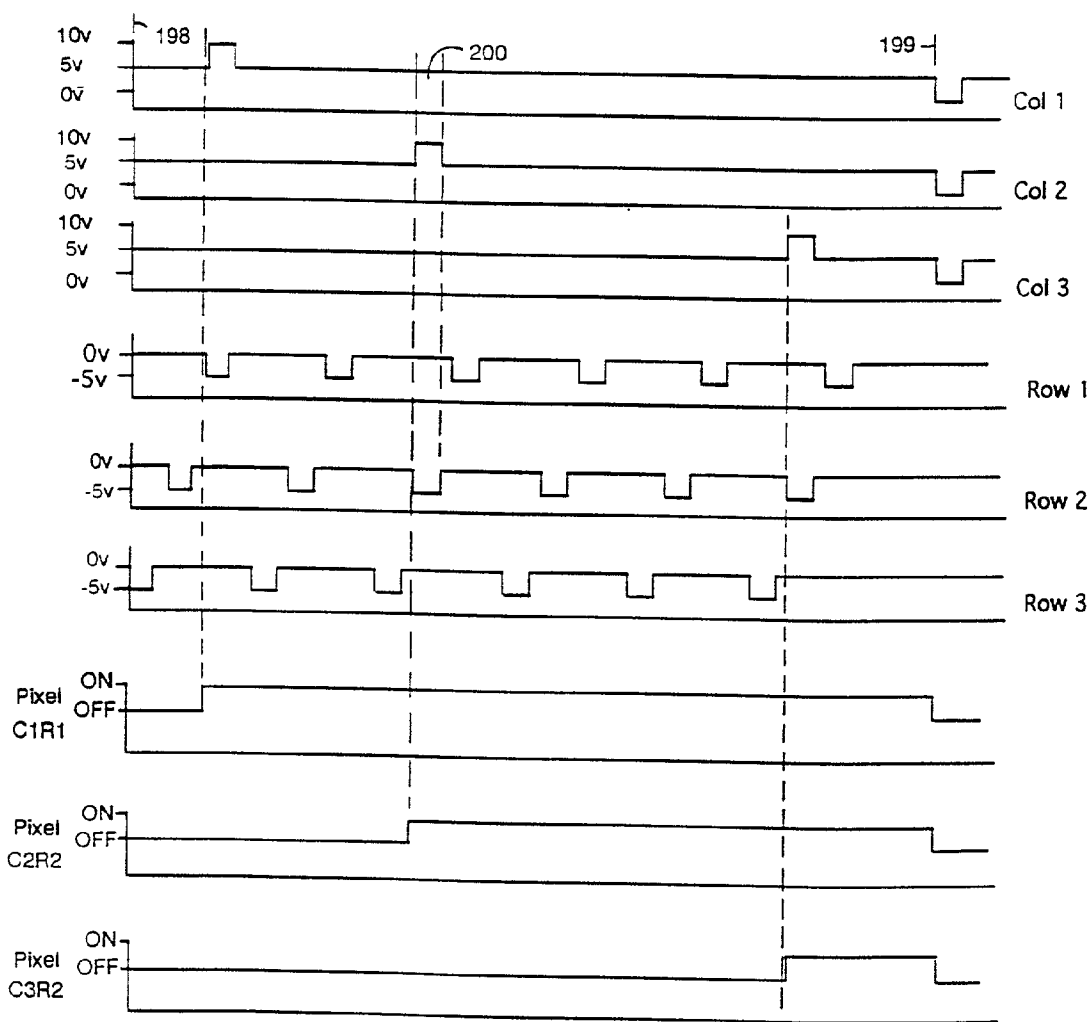 198
10v
5v
0v
200
199
Col 1
10v
5v
0v
Col 2
10v
5v
0v
Col 3
0v
-5v
Row 1
0v
-5v
Row 2
0v
-5v
Row 3
ON
Pixel OFF
C1R1
ON
Pixel OFF
C2R2
ON
Pixel OFF
C3R2